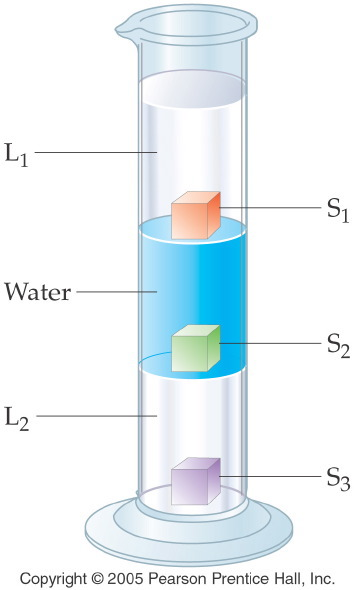 L₁
S₁
Water
S₂
L₂
S₃
Copyright © 2005 Pearson Prentice Hall, Inc.